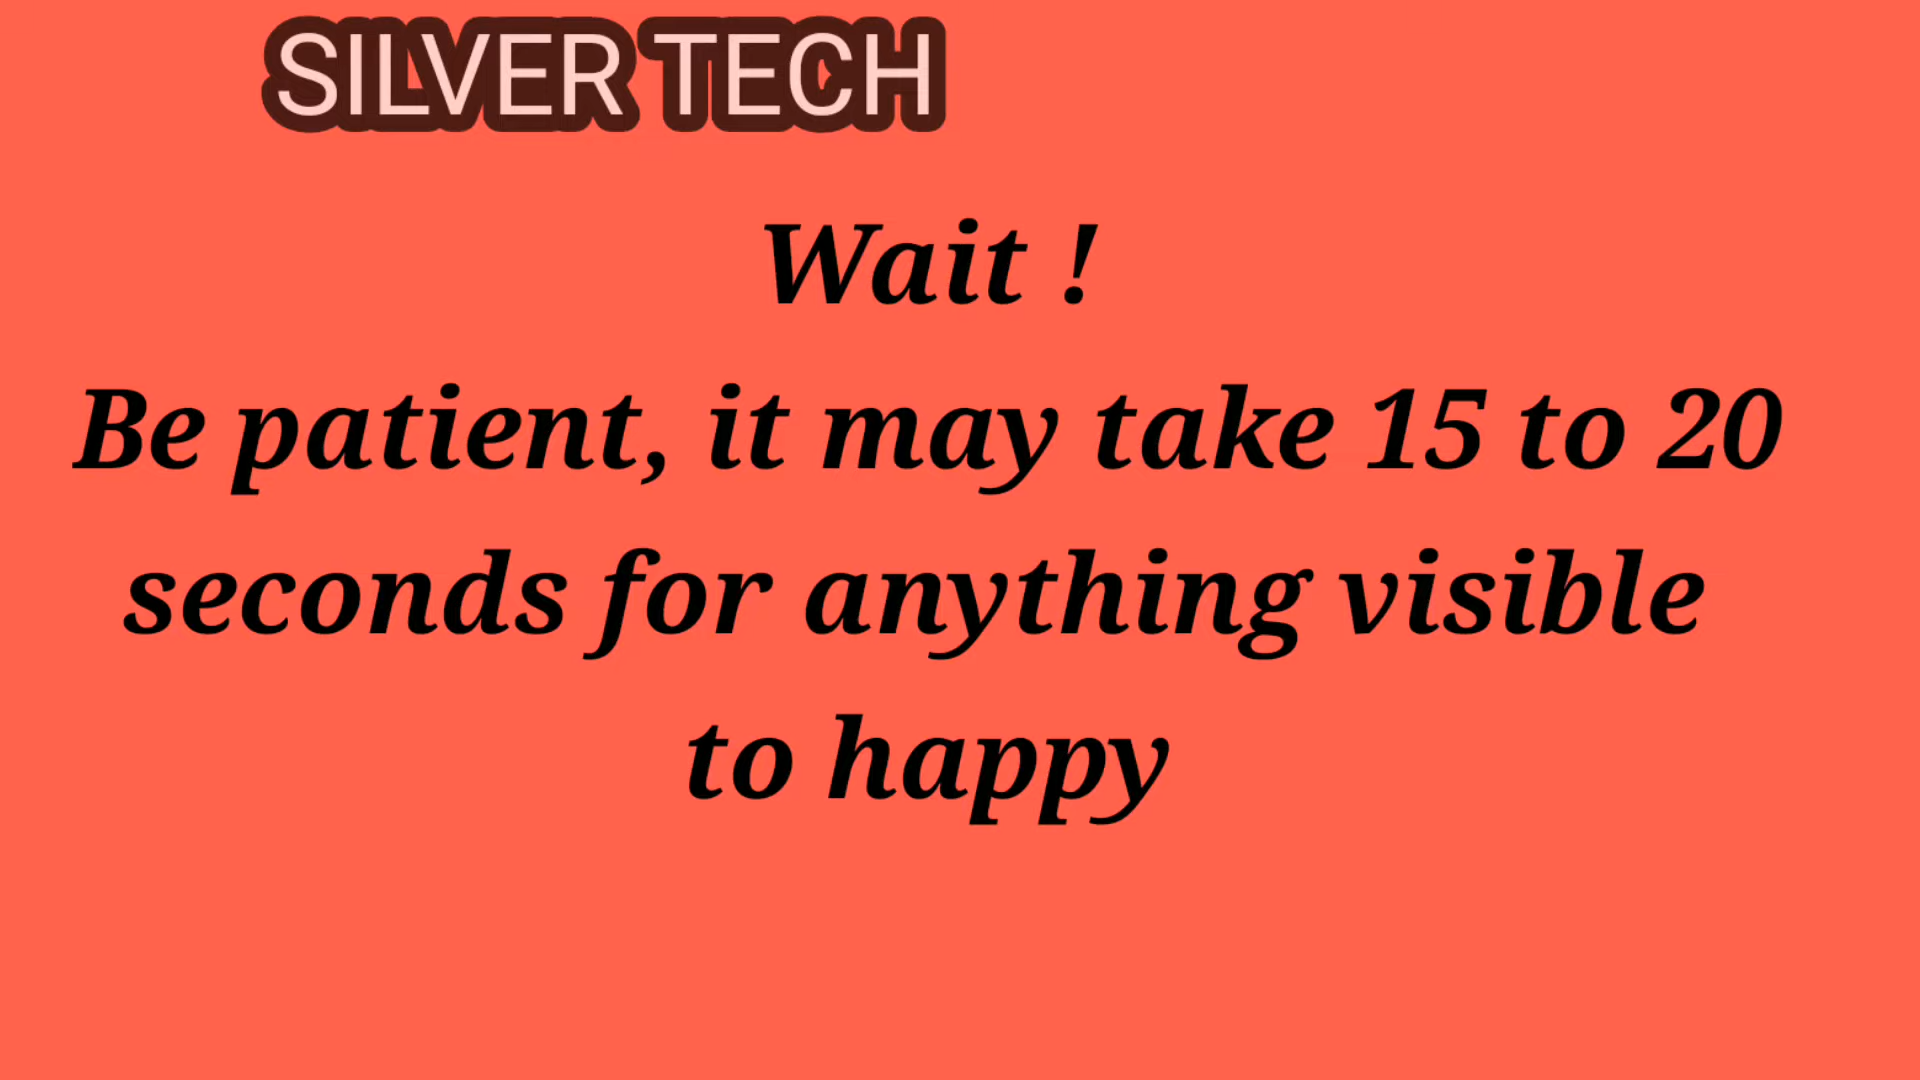 SILVER TECH
Wait !
Be patient, it may take 15 to 20
seconds for anything visible
to happy